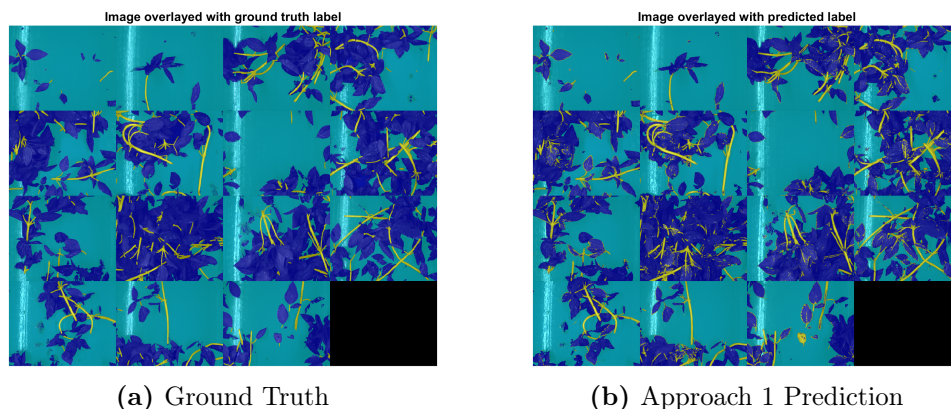 Image overlayed with ground truth label
Image overlayed with predicted label
(a) Ground Truth
(b) Approach 1 Prediction